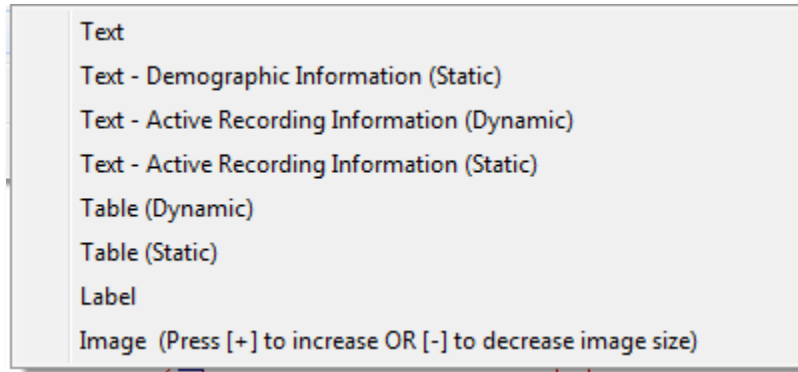 Text
Text - Demographic Information (Static)
Text - Active Recording Information (Dynamic)
Text - Active Recording Information (Static)
Table (Dynamic)
Table (Static)
Label
Image  (Press [+] to increase OR [-] to decrease image size)